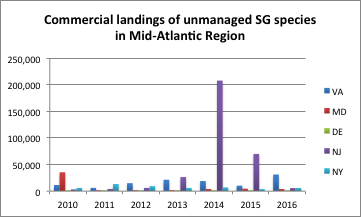 Commercial landings of unmanaged SG species
in Mid-Atlantic Region
250,000
200,000
150,000
100,000
50,000
0
2010 2011 2012 2013 2014 2015 2016
VA
MD
DE
NJ
NY